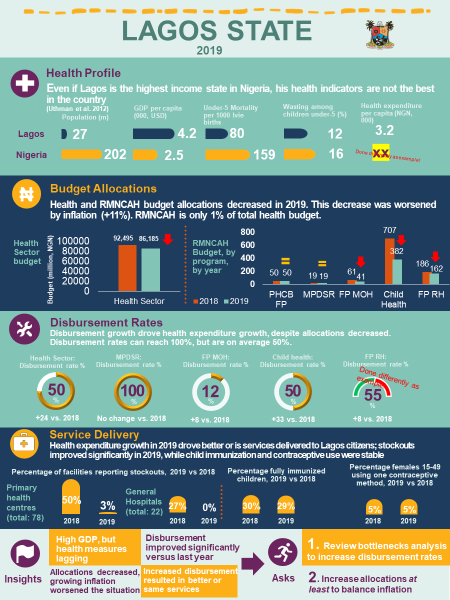 LAGOS STATE
2019
Health Profile
Even if Lagos is the highest income state in Nigeria, his health indicators are not the best
in the country
(Uthman et al. 2012)
Population (m)
GDP per capita
(000, USD)
Under-5 Mortality
per 1000 lvie
births
Wasting among
children under-5 (%)
Health expenditure
per capita (NGN,
000)
Lagos 27 4.2 80 12 3.2
Nigeria 202 2.5 159 16 XX
Budget Allocations
Health and RMNCAH budget allocations decreased in 2019. This decrease was worsened
by inflation (+11%). RMNCAH is only 1% of total health budget.
Health
Sector
budget
Budget (million, NGN)
100000
80000
60000
40000
20000
0
92,495 86,185
Health Sector
RMNCAH
Budget, by
program,
by year
2018 2019
800
600
400
200
0
50 50
19 19
61 41
707 382
186 162
PHCB
FP
MPDSR
FP MOH
Child
Health
FP RH
Disbursement Rates
Disbursement growth drove health expenditure growth, despite allocations decreased.
Disbursement rates can reach 100%, but are on average 50%.
Health Sector:
Disbursement rate %
MPDSR:
Disbursement rate %
FP MOH:
Disbursement rate %
Child health:
Disbursement rate %
FP RH:
Disbursement rate %
Done differently as
50 %
100 %
12 %
50 %
55 %
+24 vs. 2018
No change vs. 2018
+8 vs. 2018
+33 vs. 2018
+8 vs. 2018
Service Delivery
Health expenditure growth in 2019 drove better or is services delivered to Lagos citizens; stockouts
improved significantly in 2019, while child immunization and contraceptive use were stable
Percentage of facilities reporting stockouts, 2019 vs 2018
Primary
health
centres
(total: 78)
50%
3%
2018 2019
General
Hospitals
(total: 22)
27%
0%
2018 2019
Percentage fully immunized
children, 2019 vs 2018
30% 29%
2018 2019
Percentage females 15-49
using one contraceptive
method, 2019 vs 2018
5% 5%
2018 2019
Insights
High GDP, but
health measures
lagging
Disbursement
improved significantly
versus last year
Allocations decreased,
growing inflation
worsened the situation
Increased disbursement
resulted in better or
same services
Asks
1. Review bottlenecks analysis
to increase disbursement rates
2. Increase allocations at
least to balance inflation